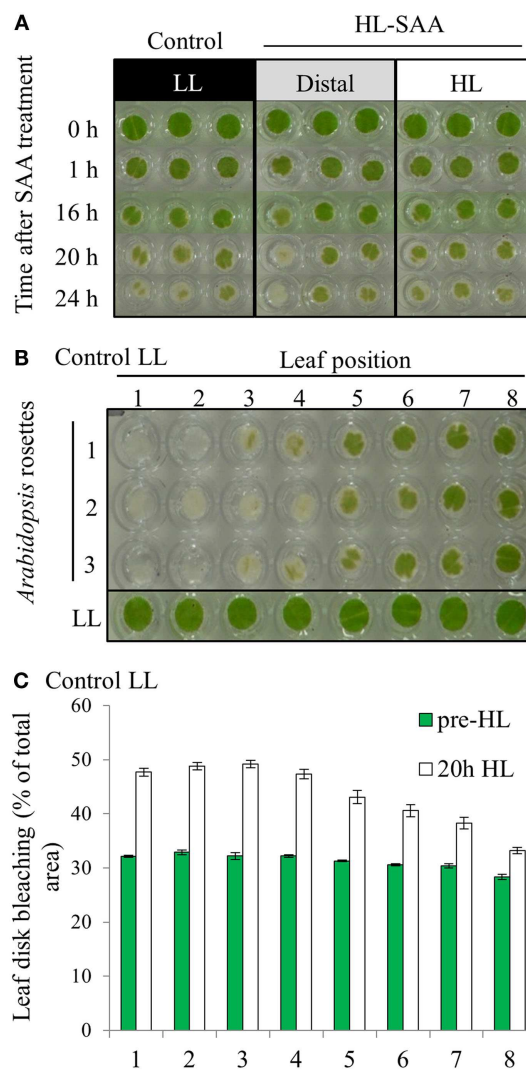 A
Control
HL-SAA
LL
Distal
HL
Time after SAA treatment
0 h
1 h
16 h
20 h
24 h
B
Control LL
Leaf position
1 2 3 4 5 6 7 8
Arabidopsis rosettes
1
2
3
LL
C
Control LL
Leaf disk bleaching (% of total
area)
pre-HL
20h HL
60
50
40
30
20
10
0
1 2 3 4 5 6 7 8